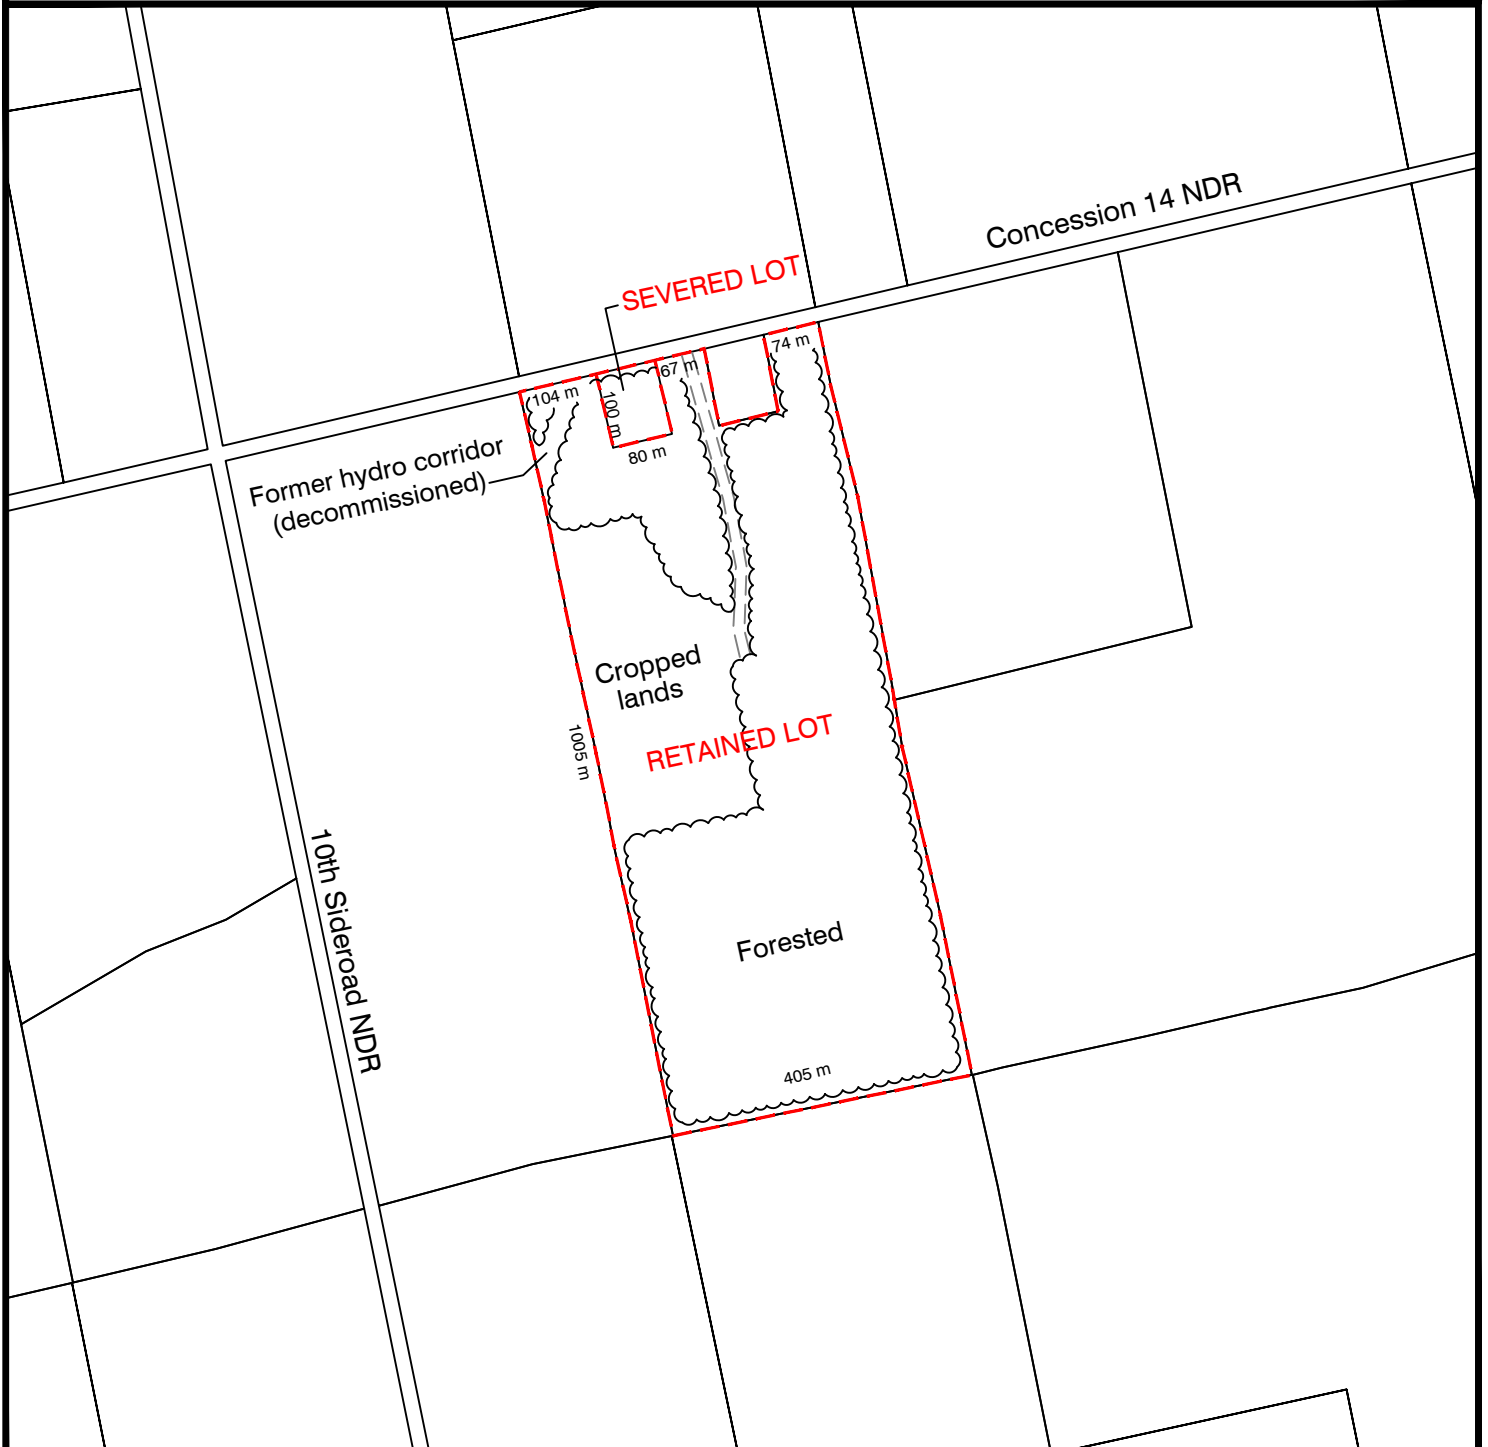 Concession 14 NDR
SEVERED LOT
74 m
67 m
104 m
100 m
80 m
Former hydro corridor
(decommissioned)
Cropped
lands
RETAINED LOT
1005 m
10th Sideroad NDR
Forested
405 m